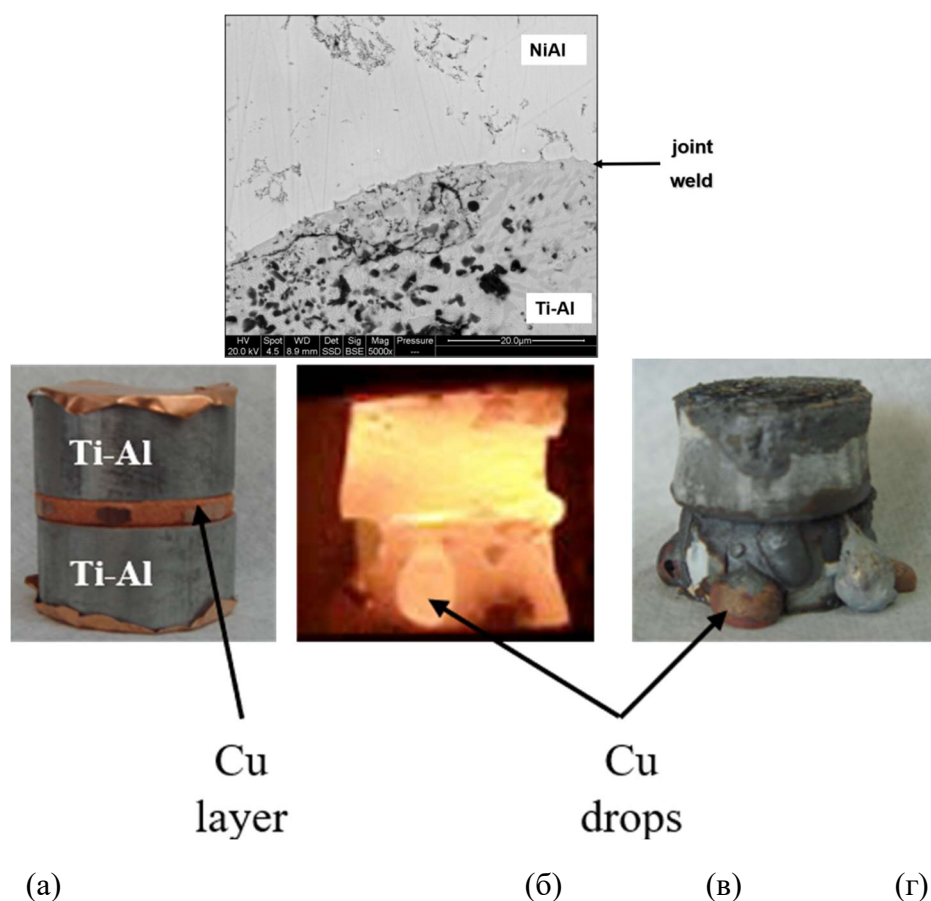 NiAl
joint
weld
Ti-Al
HV Spot WD Det Sig Mag Pressure
20.0 kV 4.5 8.9 mm SSD BSE 5000x --- 20.0µm
Ti-Al
Ti-Al
Cu
layer
Cu
drops
(а) (б) (в) (г)